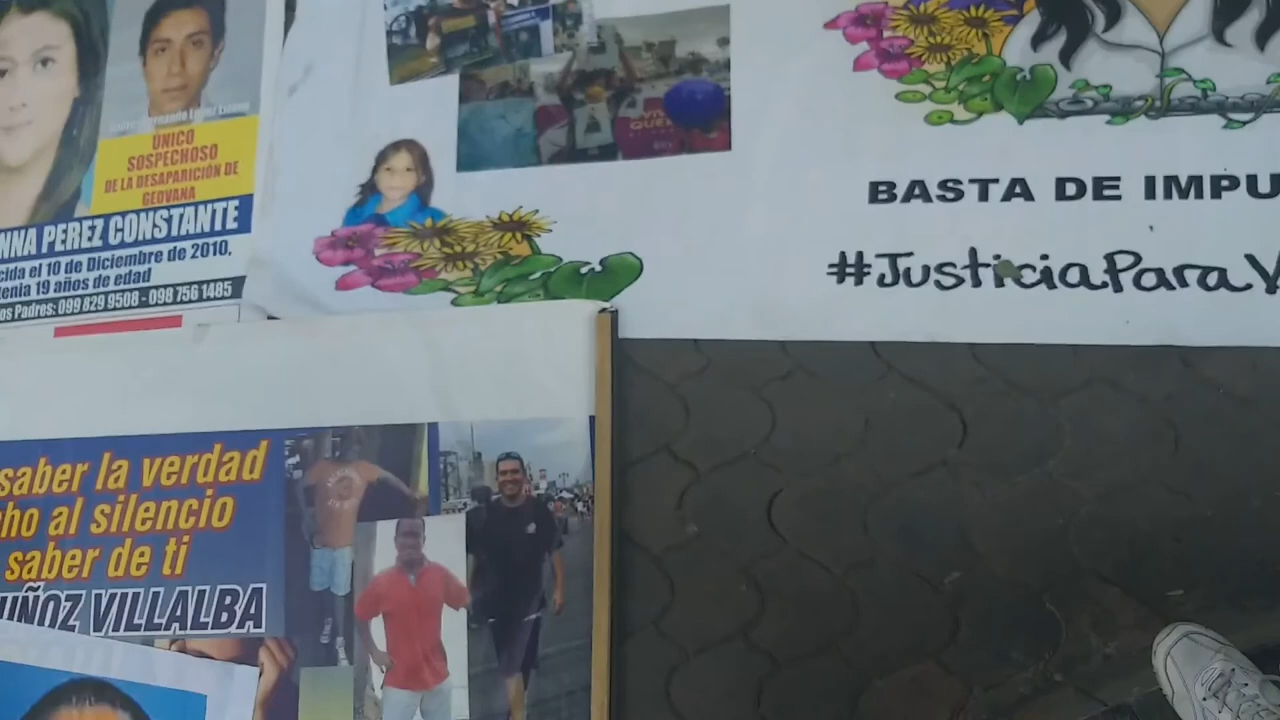 ÚNICO
SOSPECHOSO
DE LA DESAPARICIÓN DE
GEOVANA
NNA PEREZ CONSTANTE
cida el 10 de Diciembre de 2010,
tenia 19 años de edad
os Padres: 099 829 9508 - 098 756 1485
BASTA DE IMPU
#JusticiaParaV
saber la verdad
cho al silencio
saber de ti
UÑOZ VILLALBA